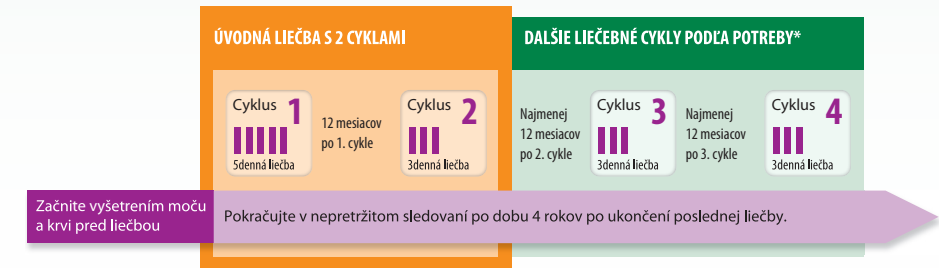 ÚVODNÁ LIEČBA S 2 CYKLAMI
DALŠIE LIEČEBNÉ CYKLY PODĽA POTREBY*
Cyklus 1
5denná liečba
12 mesiacov
po 1. cykle
Cyklus 2
3denná liečba
Najmenej
12 mesiacov
po 2. cykle
Cyklus 3
3denná liečba
Najmenej
12 mesiacov
po 3. cykle
Cyklus 4
3denná liečba
Začnite vyšetrením moču
a krvi pred liečbou
Pokračujte v nepretržitom sledovaní po dobu 4 rokov po ukončení poslednej liečby.